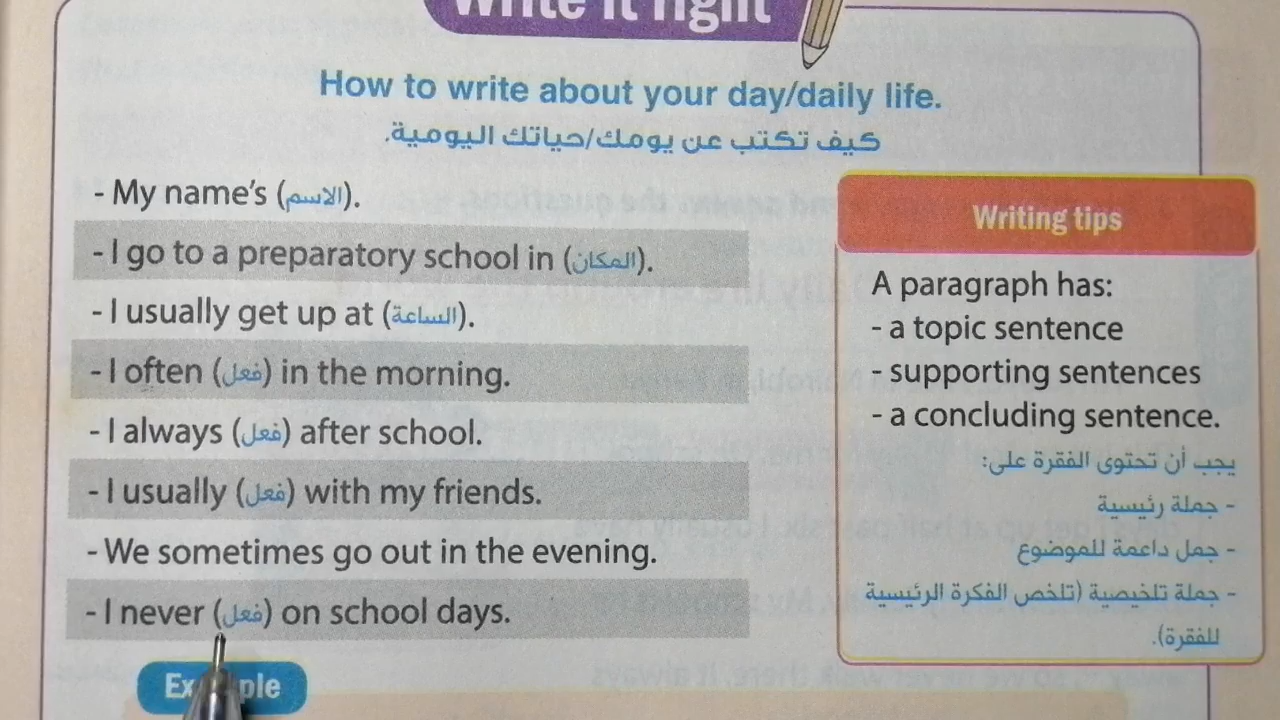 Write it right
How to write about your day/daily life.
كيف تكتب عن يومك/حياتك اليومية.
- My name's (الاسم).
- I go to a preparatory school in (المكان).
- I usually get up at (الساعة).
- I often (فعل) in the morning.
- I always (فعل) after school.
- I usually (فعل) with my friends.
- We sometimes go out in the evening.
- I never (فعل) on school days.
Writing tips
A paragraph has:
- a topic sentence
- supporting sentences
- a concluding sentence.
يجب أن تحتوى الفقرة على:
- جملة رئيسية
- جمل داعمة للموضوع
- جملة تلخيصية (تلخص الفكرة الرئيسية
للفقرة).
Example